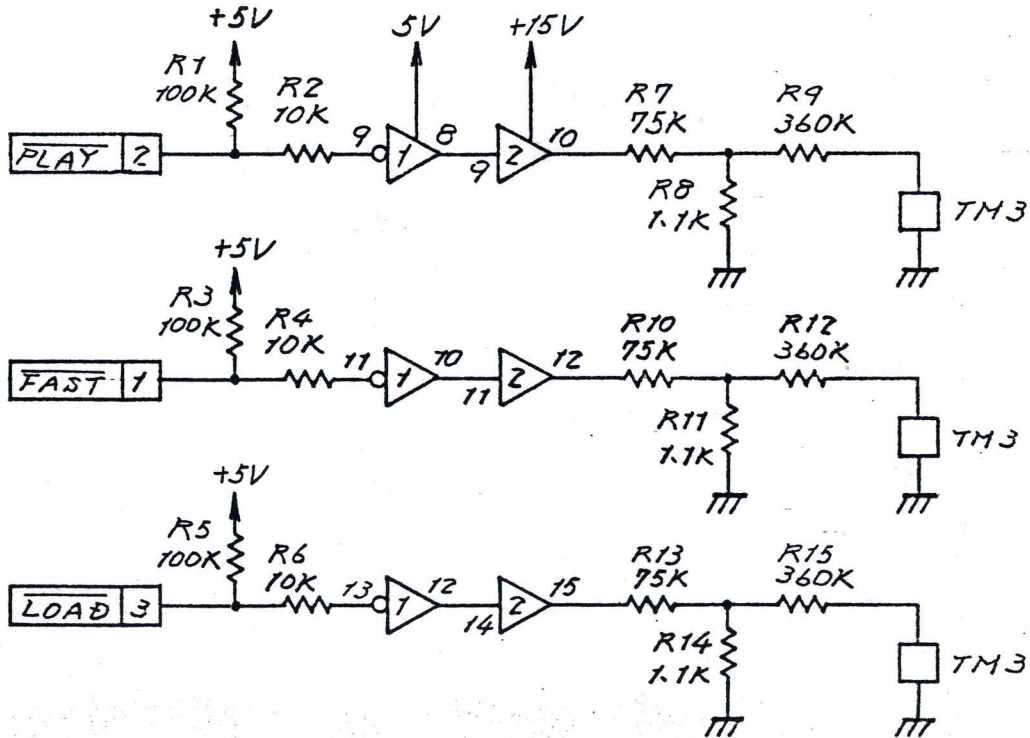 +5V 5V +15V
R1
100K
R2
10K
R7
75K
R9
360K
PLAY 2
9 1 8
9 2 10
R8
1.1K
TM3
+5V
R3
100K
R4
10K
R10
75K
R12
360K
FAST 1
11 1 10
11 2 12
R11
1.1K
TM3
+5V
R5
100K
R6
10K
R13
75K
R15
360K
LOAD 3
13 1 12
14 2 15
R14
1.1K
TM3